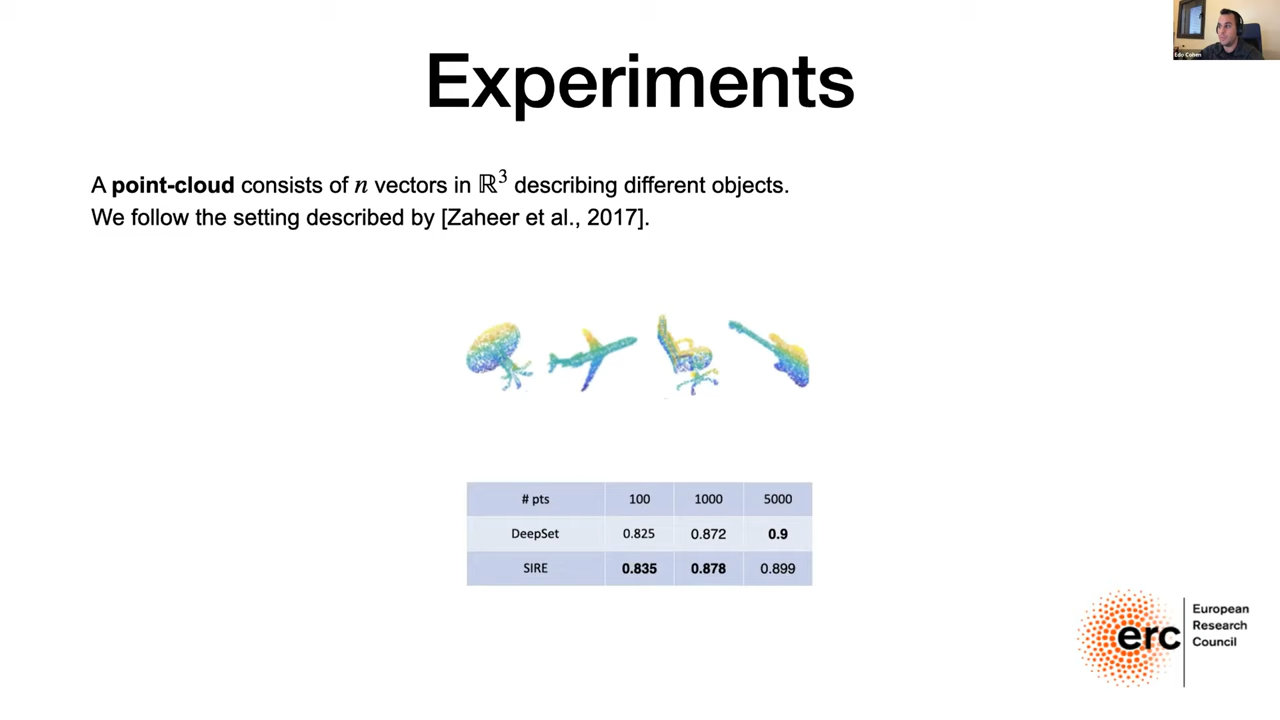 Experiments
Edo Cohen
A point-cloud consists of n vectors in ℝ³ describing different objects.
We follow the setting described by [Zaheer et al., 2017].
# pts 100 1000 5000
DeepSet 0.825 0.872 0.9
SIRE 0.835 0.878 0.899
erc
European
Research
Council